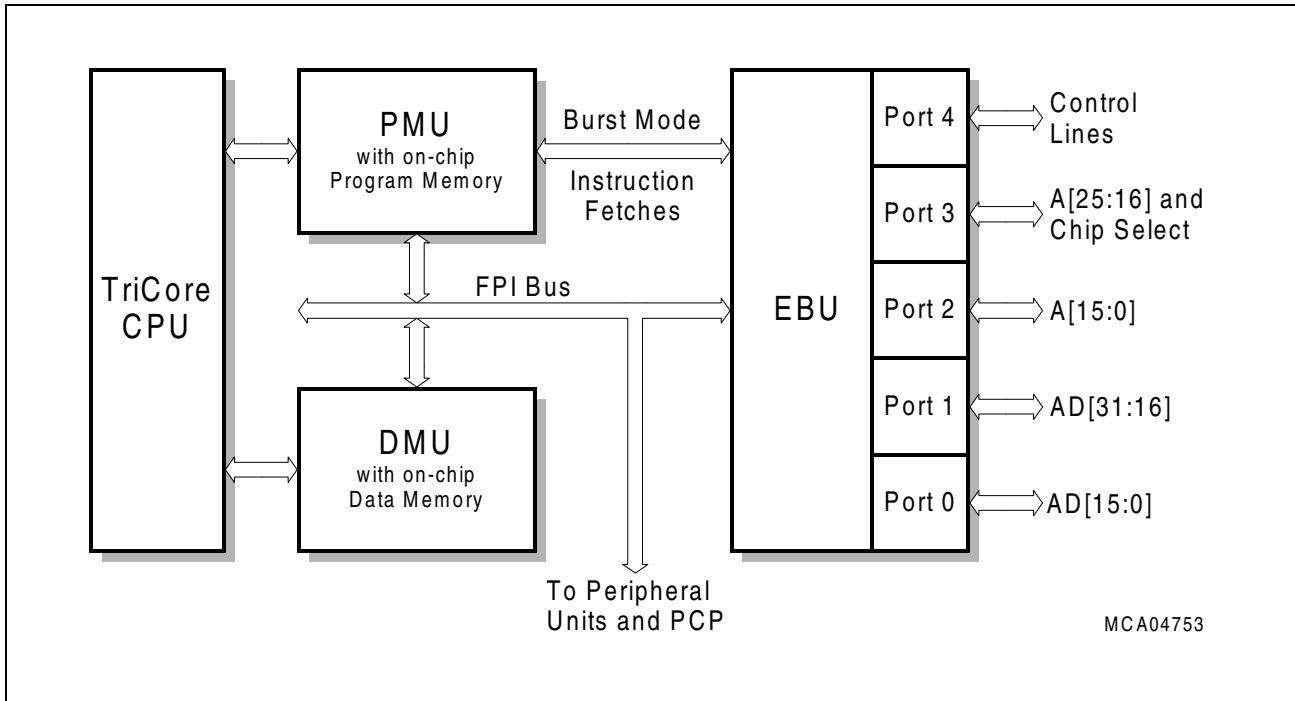 TriCore
CPU
PMU
with on-chip
Program Memory
Burst Mode
Instruction
Fetches
FPI Bus
DMU
with on-chip
Data Memory
To Peripheral
Units and PCP
EBU
Port 4
Control
Lines
Port 3
A[25:16] and
Chip Select
Port 2
A[15:0]
Port 1
AD[31:16]
Port 0
AD[15:0]
MCA04753